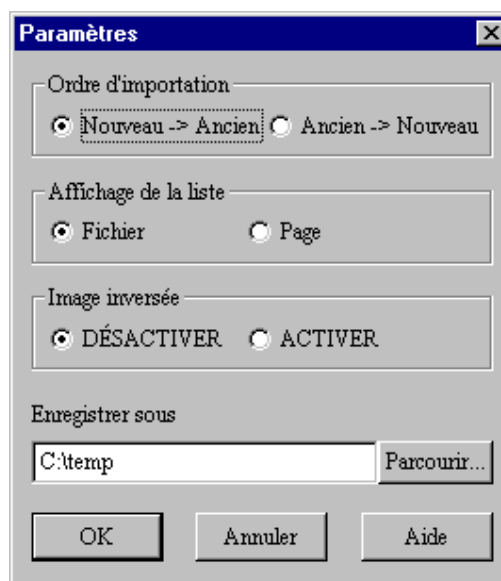 Paramètres
Ordre d'importation
Nouveau -> Ancien Ancien -> Nouveau
Affichage de la liste
Fichier Page
Image inversée
DÉSACTIVER ACTIVER
Enregistrer sous
C:\temp Parcourir...
OK Annuler Aide